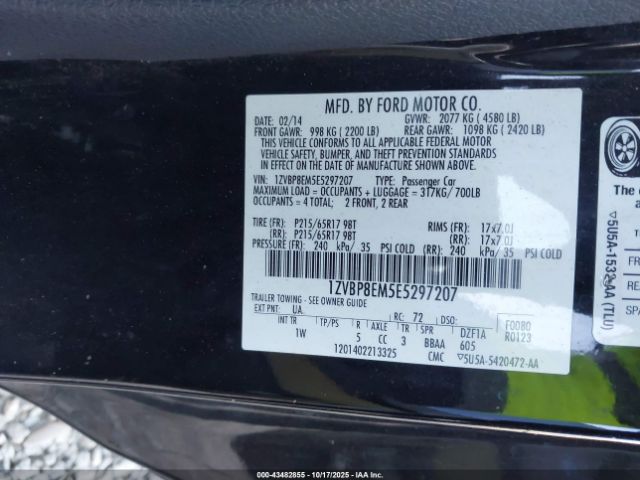 MFD. BY FORD MOTOR CO.
DATE: 02/14 GVWR: 2077 KG ( 4580 LB)
FRONT GAWR: 998 KG ( 2200 LB) REAR GAWR: 1098 KG ( 2420 LB)
THIS VEHICLE CONFORMS TO ALL APPLICABLE FEDERAL MOTOR
VEHICLE SAFETY, BUMPER, AND THEFT PREVENTION STANDARDS
IN EFFECT ON THE DATE OF MANUFACTURE SHOWN ABOVE.
VIN: 1ZVBP8EM5E5297207 TYPE: Passenger Car
MAXIMUM LOAD = OCCUPANTS + LUGGAGE = 317KG/ 700LB
OCCUPANTS = 4 TOTAL; 2 FRONT, 2 REAR
TIRE (FR): P215/65R17 98T RIMS (FR): 17x7.0J
(RR): P215/65R17 98T (RR): 17x7.0J
PRESSURE (FR): 240 kPa/ 35 PSI COLD (RR): 240 kPa/ 35 PSI COLD
1ZVBP8EM5E5297207
TRAILER TOWING - SEE OWNER GUIDE
EXT PNT: UA RC: 72 DSO: F0080
INT TR TP/PS R AXLE TR SPR DZF1A R0123
1W 5 CC 3 BBAA 605
1201402213325 CMC ▽5U5A-5420472-AA
The
▽5U5A-1532-AA (TLU)
FR
REA
SPA
000-43482855 - 10/17/2025 - IAA Inc.